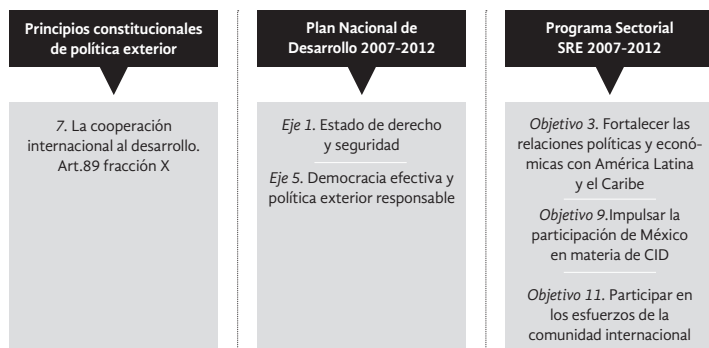 Principios constitucionales
de política exterior
7. La cooperación
internacional al desarrollo.
Art.89 fracción X
Plan Nacional de
Desarrollo 2007-2012
Eje 1. Estado de derecho
y seguridad
Eje 5. Democracia efectiva y
política exterior responsable
Programa Sectorial
SRE 2007-2012
Objetivo 3. Fortalecer las
relaciones políticas y econó-
micas con América Latina
y el Caribe
Objetivo 9.Impulsar la
participación de México
en materia de CID
Objetivo 11. Participar en
los esfuerzos de la
comunidad internacional